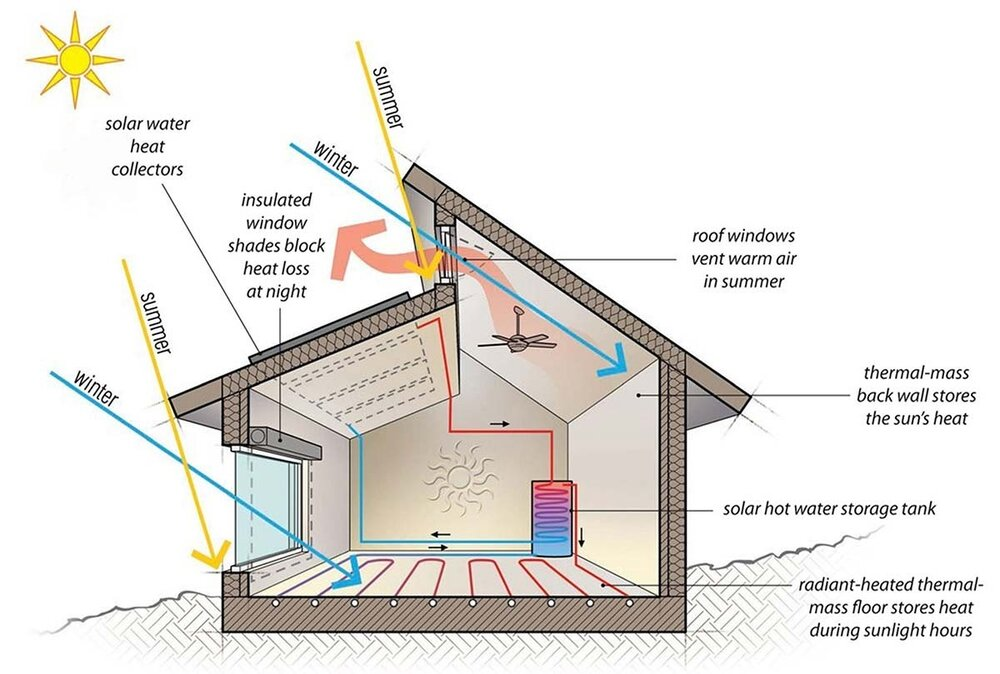 summer
solar water
heat
collectors
winter
insulated
window
shades block
heat loss
at night
roof windows
vent warm air
in summer
summer
winter
thermal-mass
back wall stores
the sun's heat
solar hot water storage tank
radiant-heated thermal-
mass floor stores heat
during sunlight hours